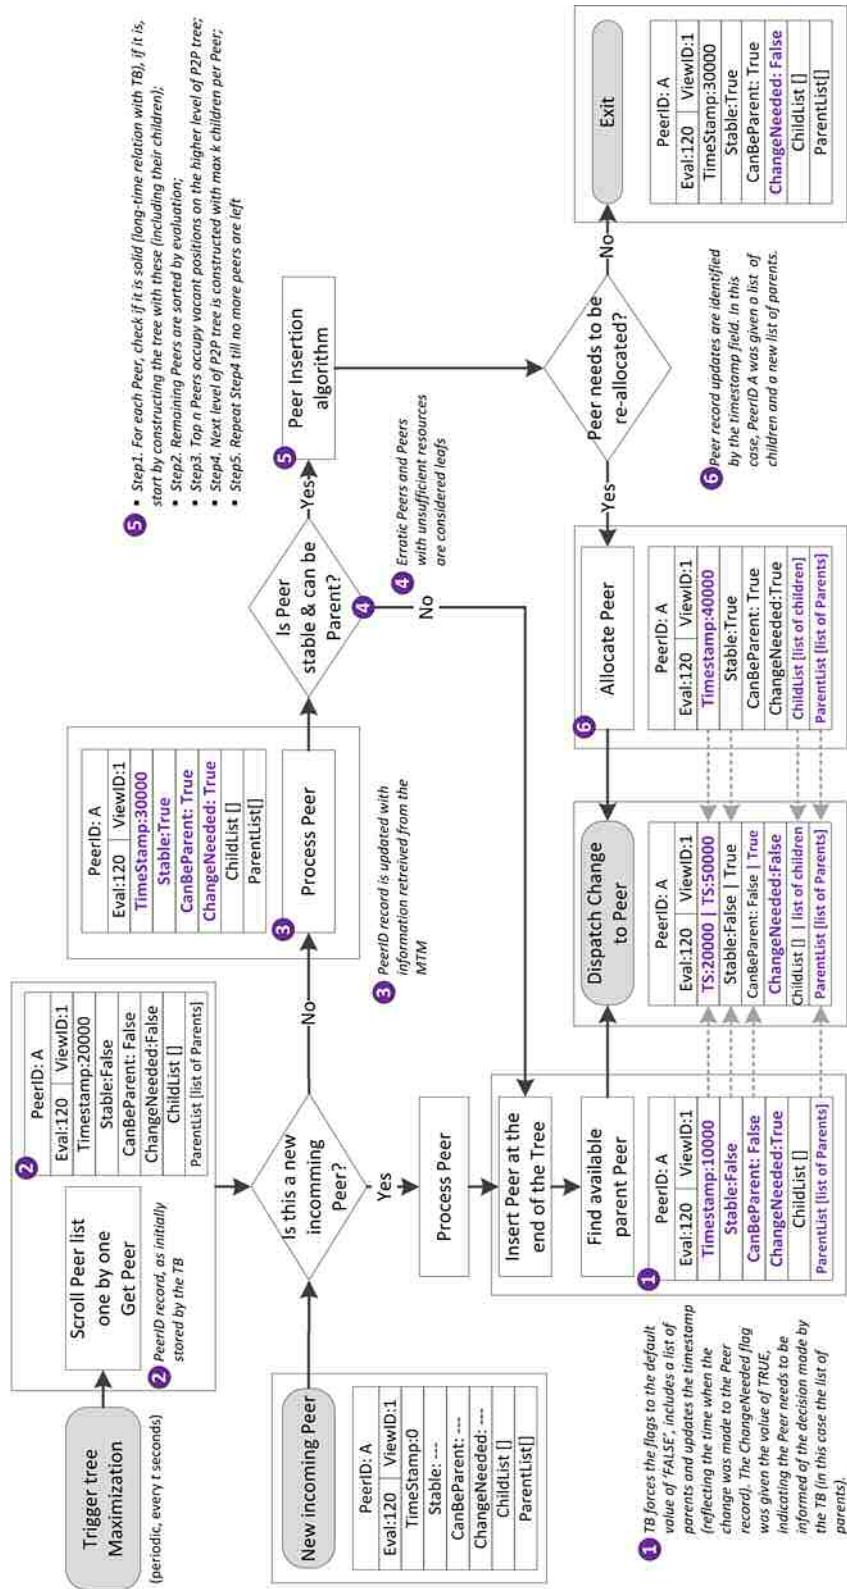 Trigger tree
Maximization
(periodic, every t seconds)
Scroll Peer list
one by one
Get Peer
2 PeerID record, as initially
stored by the TB
2
PeerID: A
Eval:120 ViewID:1
Timestamp:20000
Stable:False
CanBeParent: False
ChangeNeeded:False
ChildList []
ParentList [list of Parents]
New incoming Peer
PeerID: A
Eval:120 ViewID:1
TimeStamp:0
Stable: ---
CanBeParent: ---
ChangeNeeded: ---
ChildList []
ParentList[]
Is this a new
incomming
Peer?
No
Yes
PeerID: A
Eval:120 ViewID:1
TimeStamp:30000
Stable:True
CanBeParent: True
ChangeNeeded: True
ChildList []
ParentList[]
3
Process Peer
3 PeerID record is updated with
information retreived from the
MTM
Is Peer
stable & can be
Parent?
4
Yes
No
4 Erratic Peers and Peers
with unsufficient resources
are considered leafs
5
Peer Insertion
algorithm
5 ▪ Step1. For each Peer, check if it is solid (long-time relation with TB), if it is,
start by constructing the tree with these (including their children);
▪ Step2. Remaining Peers are sorted by evaluation;
▪ Step3. Top n Peers occupy vacant positions on the higher level of P2P tree;
▪ Step4. Next level of P2P tree is constructed with max k children per Peer;
▪ Step5. Repeat Step4 till no more peers are left
Process Peer
Insert Peer at the
end of the Tree
Find available
parent Peer
1
PeerID: A
Eval:120 ViewID:1
Timestamp:10000
Stable:False
CanBeParent: False
ChangeNeeded:True
ChildList []
ParentList [list of Parents]
1 TB forces the flags to the default
value of 'FALSE', includes a list of
parents and updates the timestamp
(reflecting the time when the
change was made to the Peer
record). The ChangeNeeded flag
was given the value of TRUE,
indicating the Peer needs to be
informed of the decision made by
the TB (in this case the list of
parents).
Dispatch Change
to Peer
PeerID: A
Eval:120 ViewID:1
TS:20000 | TS:50000
Stable:False | True
CanBeParent: False | True
ChangeNeeded:False
ChildList [] | list of children
ParentList [list of Parents]
6
Allocate Peer
PeerID: A
Eval:120 ViewID:1
Timestamp:40000
Stable:True
CanBeParent: True
ChangeNeeded:True
ChildList [list of children]
ParentList [list of Parents]
Peer needs to be
re-allocated?
Yes
No
6 Peer record updates are identified
by the timestamp field. In this
case, PeerID A was given a list of
children and a new list of parents.
Exit
PeerID: A
Eval:120 ViewID:1
TimeStamp:30000
Stable:True
CanBeParent: True
ChangeNeeded: False
ChildList []
ParentList[]